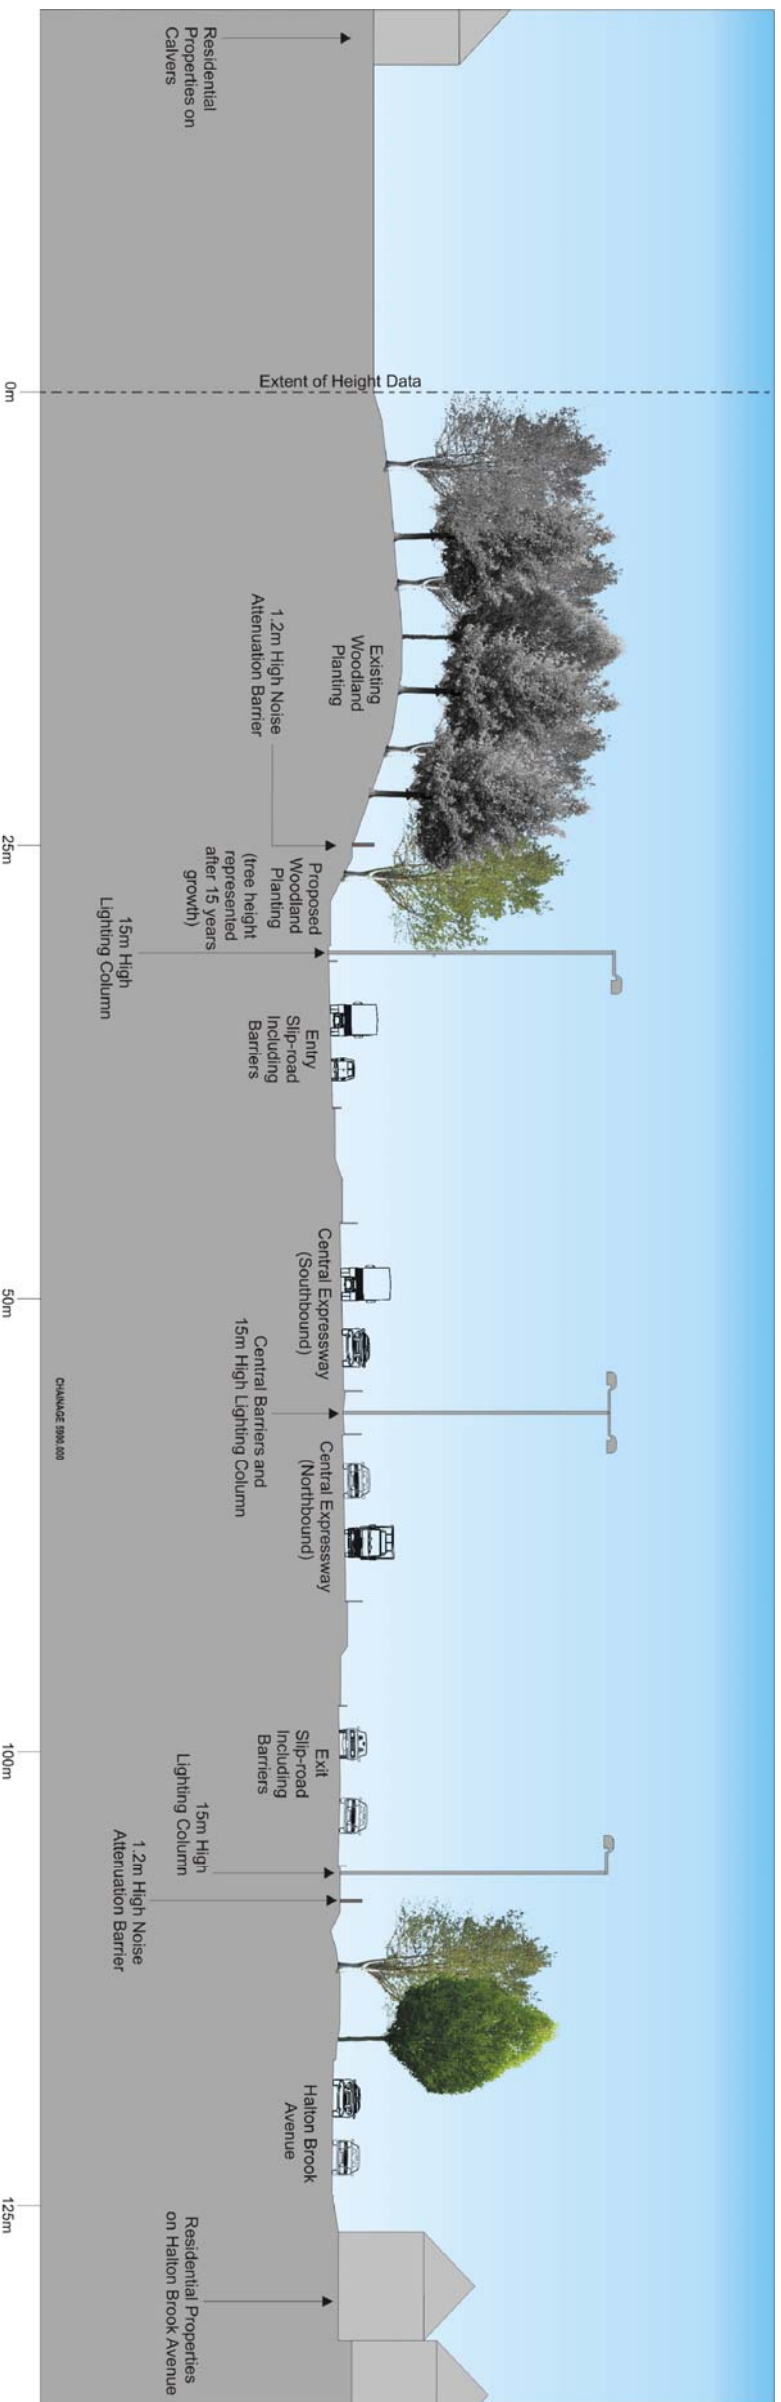 Residential
Properties on
Calvers
Extent of Height Data
Existing
Woodland
Planting
1.2m High Noise
Attenuation Barrier
Proposed
Woodland
Planting
(tree height
represented
after 15 years
growth)
15m High
Lighting Column
Entry
Slip-road
Including
Barriers
Central Expressway
(Southbound)
Central Barriers and
15m High Lighting Column
Central Expressway
(Northbound)
Exit
Slip-road
Including
Barriers
15m High
Lighting Column
1.2m High Noise
Attenuation Barrier
Halton Brook
Avenue
Residential Properties
on Halton Brook Avenue
CHAINAGE 5900.000
0m
25m
50m
100m
125m